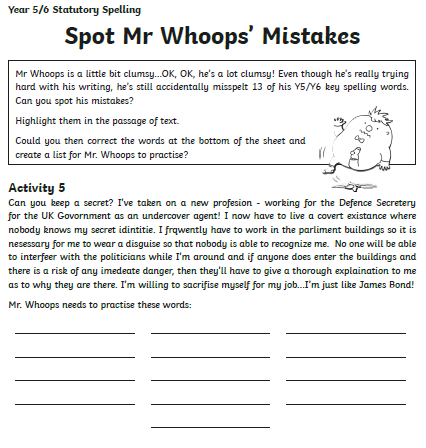 Year 5/6 Statutory Spelling
Spot Mr Whoops' Mistakes
Mr Whoops is a little bit clumsy...OK, OK, he's a lot clumsy! Even though he's really trying
hard with his writing, he's still accidentally misspelt 13 of his Y5/Y6 key spelling words.
Can you spot his mistakes?
Highlight them in the passage of text.
Could you then correct the words at the bottom of the sheet and
create a list for Mr. Whoops to practise?
Activity 5
Can you keep a secret? I've taken on a new profesion - working for the Defence Secretery
for the UK Govornment as an undercover agent! I now have to live a covert existance where
nobody knows my secret idintitie. I frqwently have to work in the parliment buildings so it is
nesessary for me to wear a disguise so that nobody is able to recognize me. No one will be able
to interfeer with the politicians while I'm around and if anyone does enter the buildings and
there is a risk of any imedeate danger, then they'll have to give a thorough explaination to me
as to why they are there. I'm willing to sacrifise myself for my job...I'm just like James Bond!
Mr. Whoops needs to practise these words: